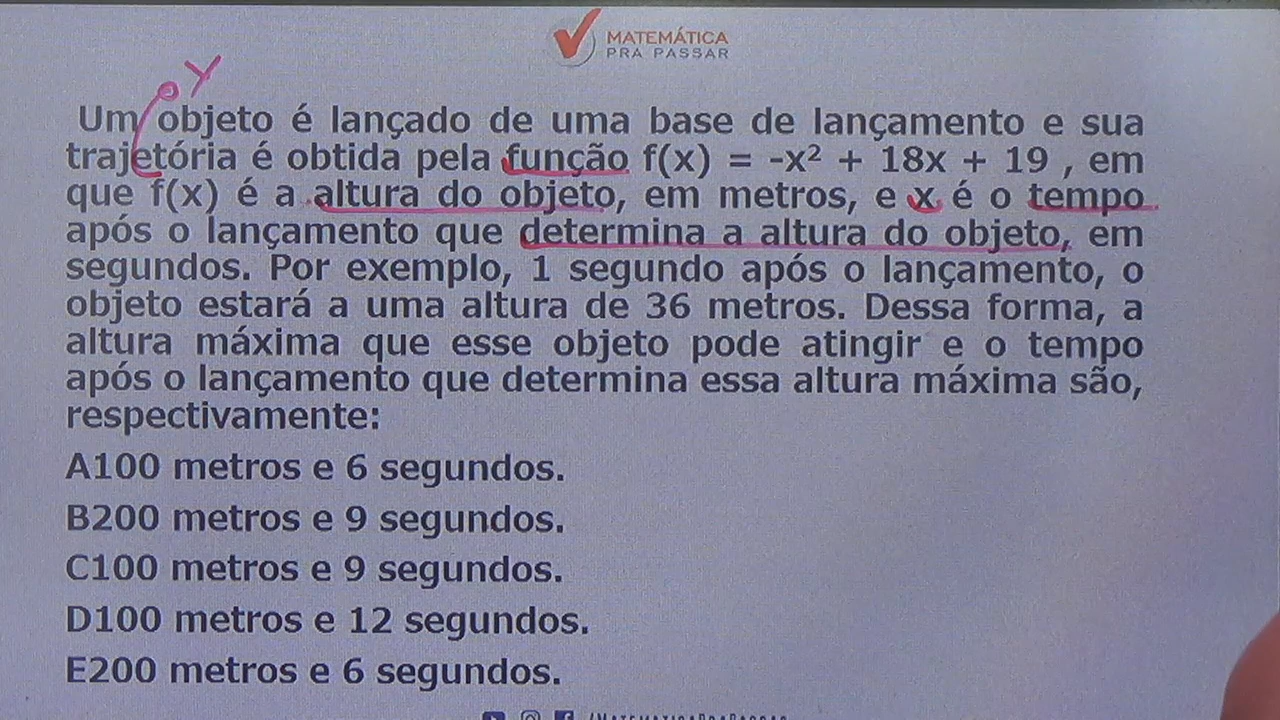 MATEMÁTICA
PRA PASSAR
Y
Um objeto é lançado de uma base de lançamento e sua
trajetória é obtida pela função f(x) = -x² + 18x + 19 , em
que f(x) é a altura do objeto, em metros, e x é o tempo
após o lançamento que determina a altura do objeto, em
segundos. Por exemplo, 1 segundo após o lançamento, o
objeto estará a uma altura de 36 metros. Dessa forma, a
altura máxima que esse objeto pode atingir e o tempo
após o lançamento que determina essa altura máxima são,
respectivamente:
A100 metros e 6 segundos.
B200 metros e 9 segundos.
C100 metros e 9 segundos.
D100 metros e 12 segundos.
E200 metros e 6 segundos.
/MATEMATICAPRAPASSAR